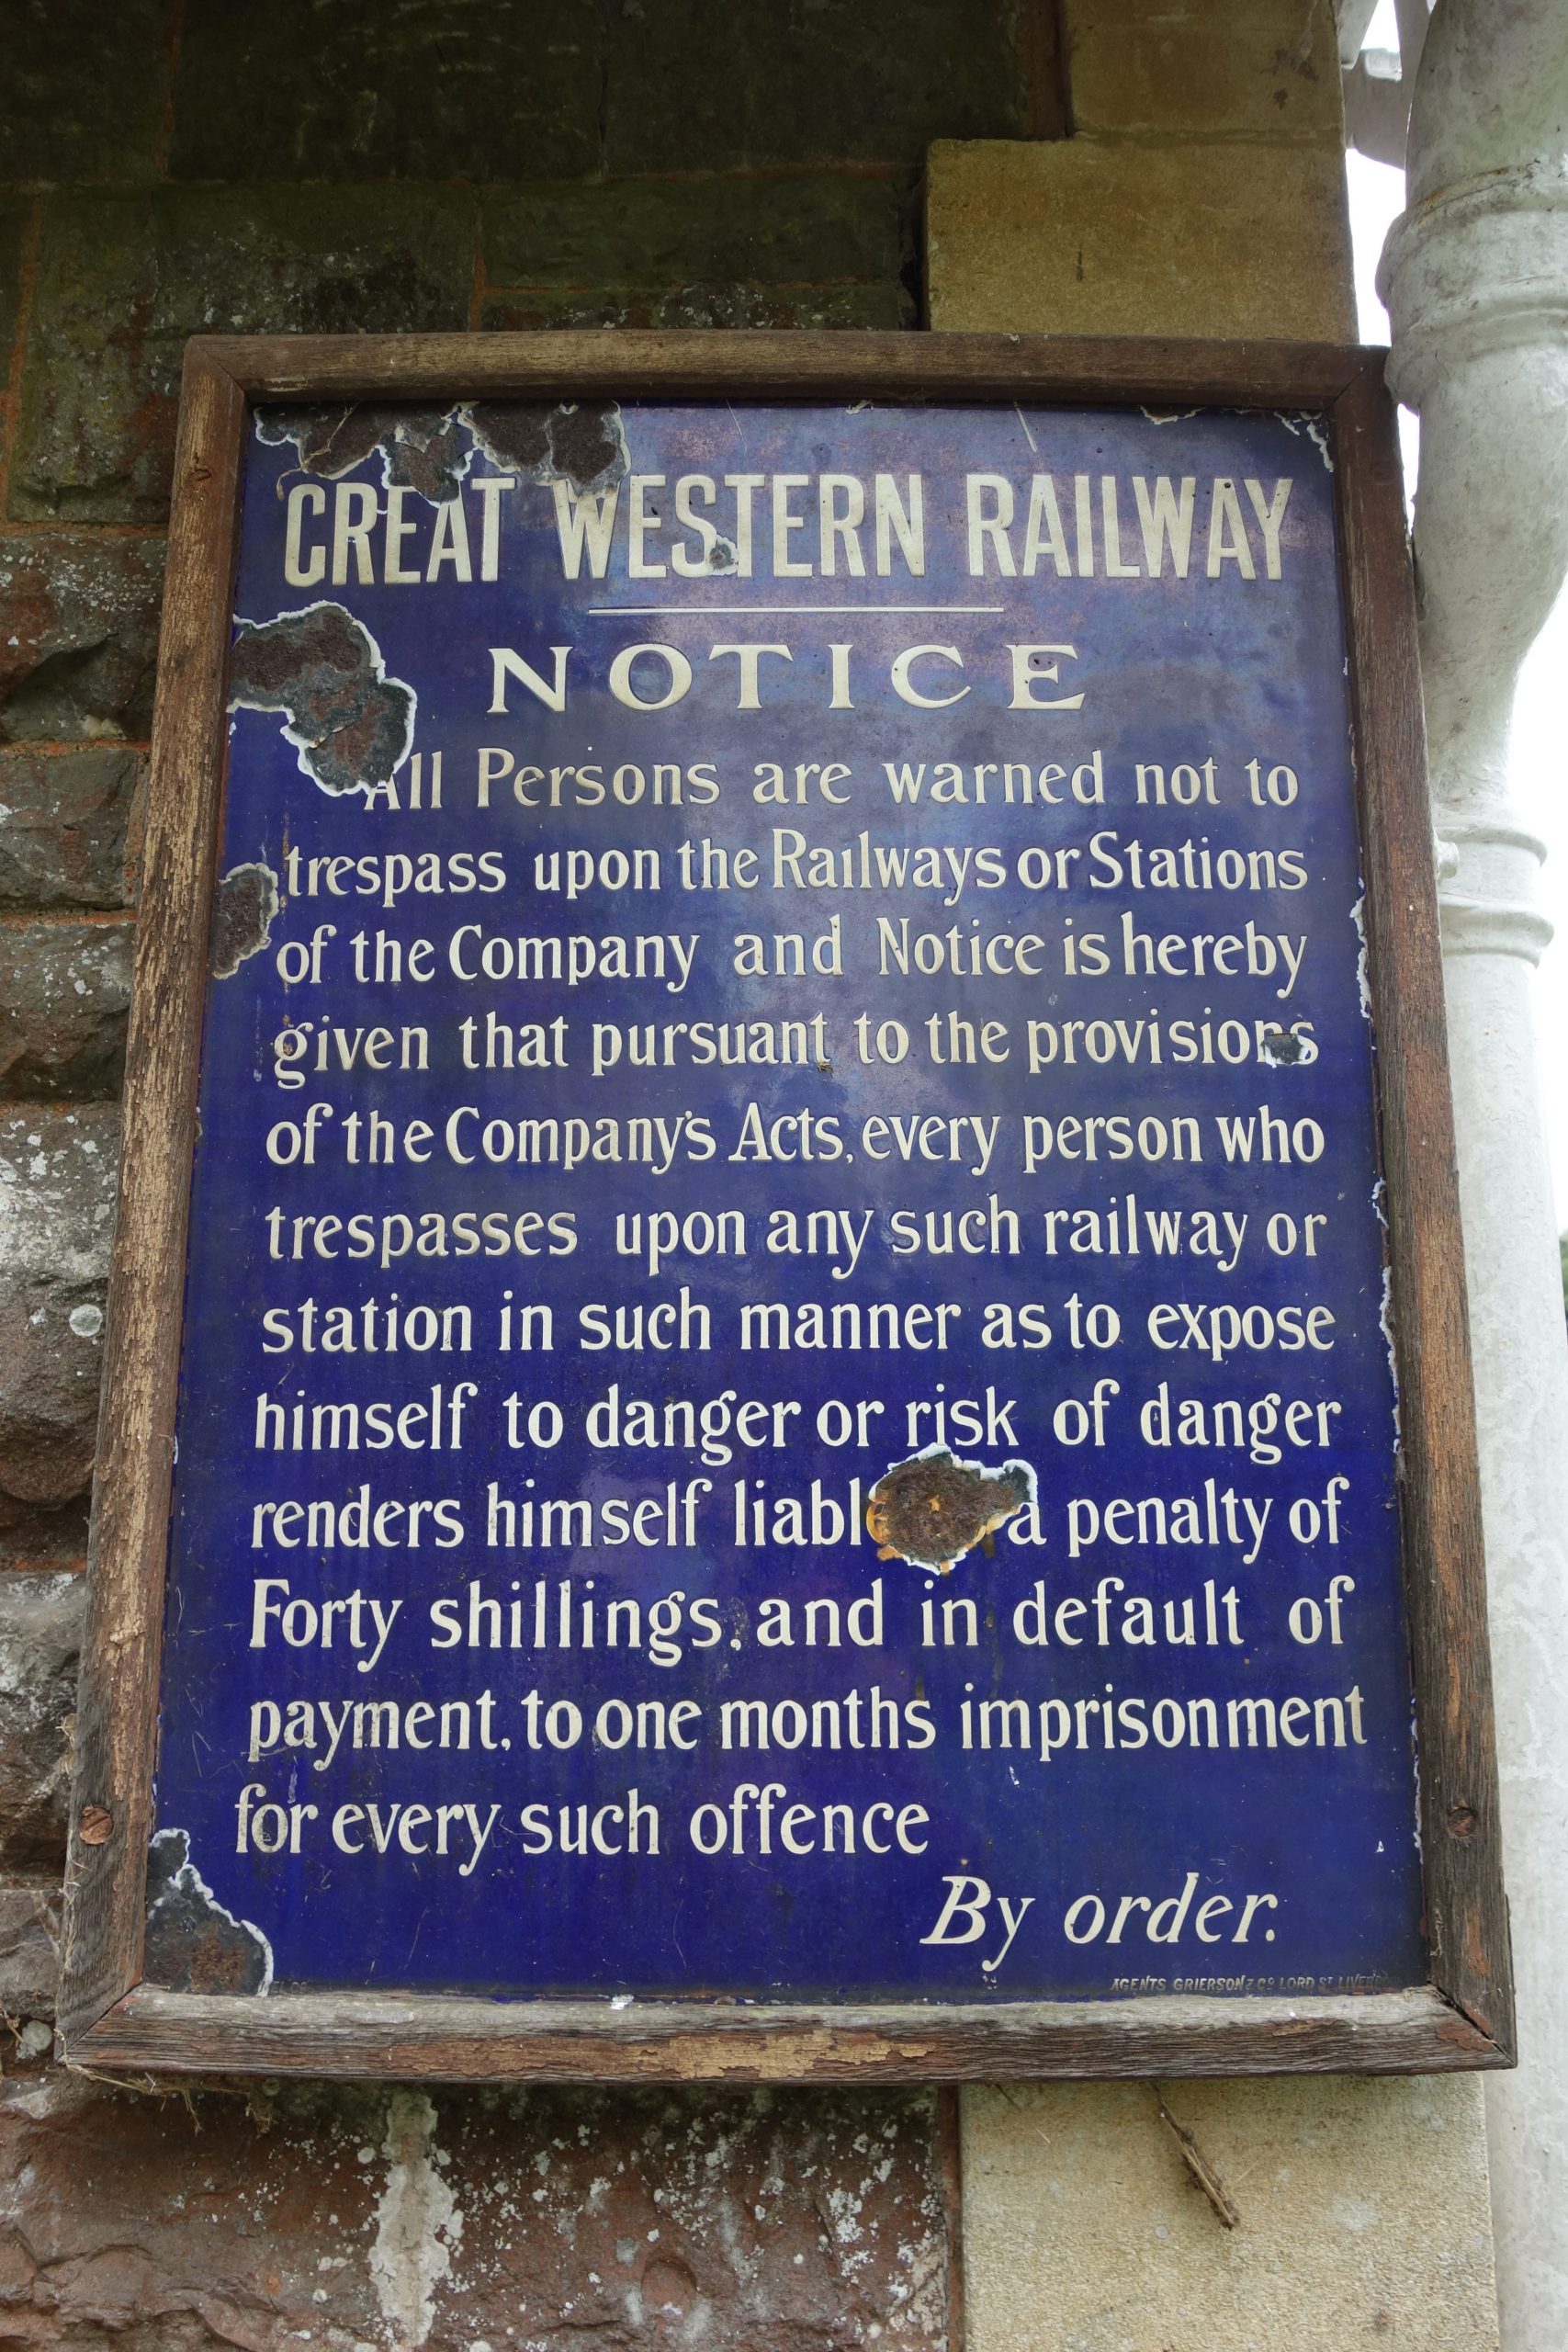 GREAT WESTERN RAILWAY
NOTICE
All Persons are warned not to
trespass upon the Railways or Stations
of the Company and Notice is hereby
given that pursuant to the provisions
of the Company's Acts, every person who
trespasses upon any such railway or
station in such manner as to expose
himself to danger or risk of danger
renders himself liabl a penalty of
Forty shillings, and in default of
payment, to one months imprisonment
for every such offence
By order.
AGENTS GRIERSON & CO LORD ST.